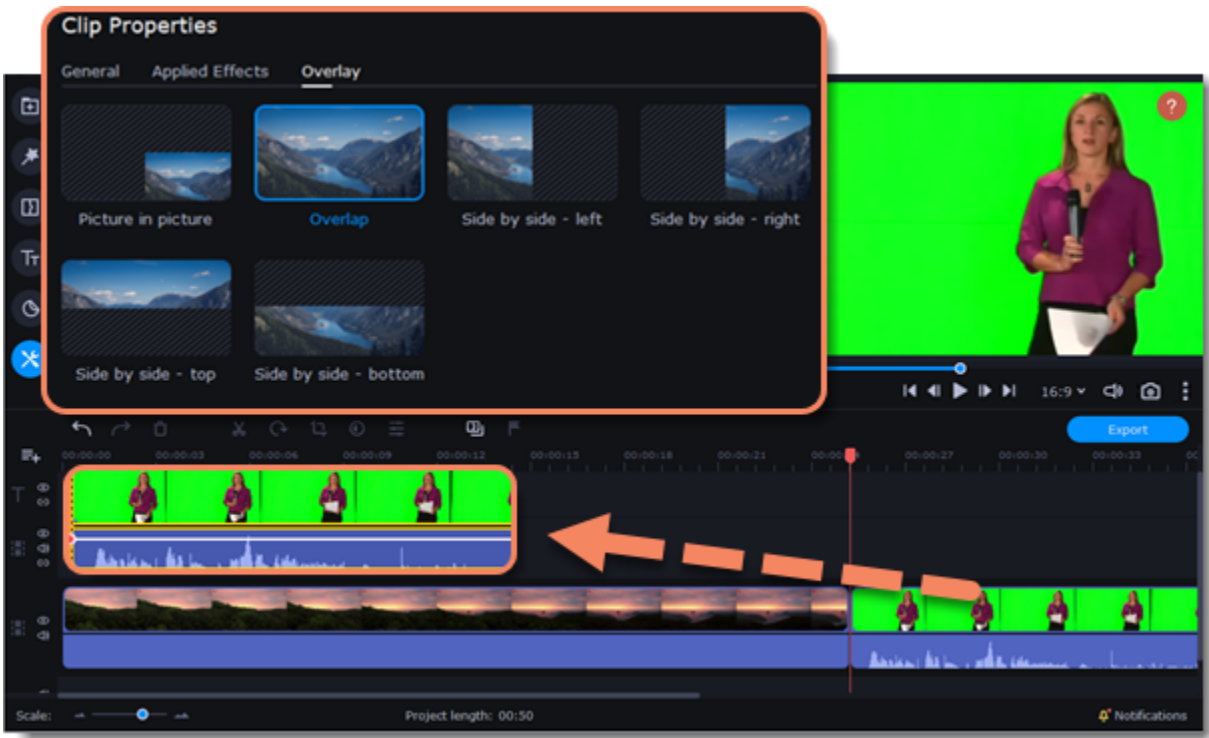 Clip Properties
General Applied Effects Overlay
Picture in picture Overlap Side by side - left Side by side - right
Side by side - top Side by side - bottom
?
16:9
Export
00:00:00 00:00:03 00:00:06 00:00:09 00:00:12 00:00:15 00:00:18 00:00:21 00:00:27 00:00:30 00:00:33
Scale: Project length: 00:50 Notifications